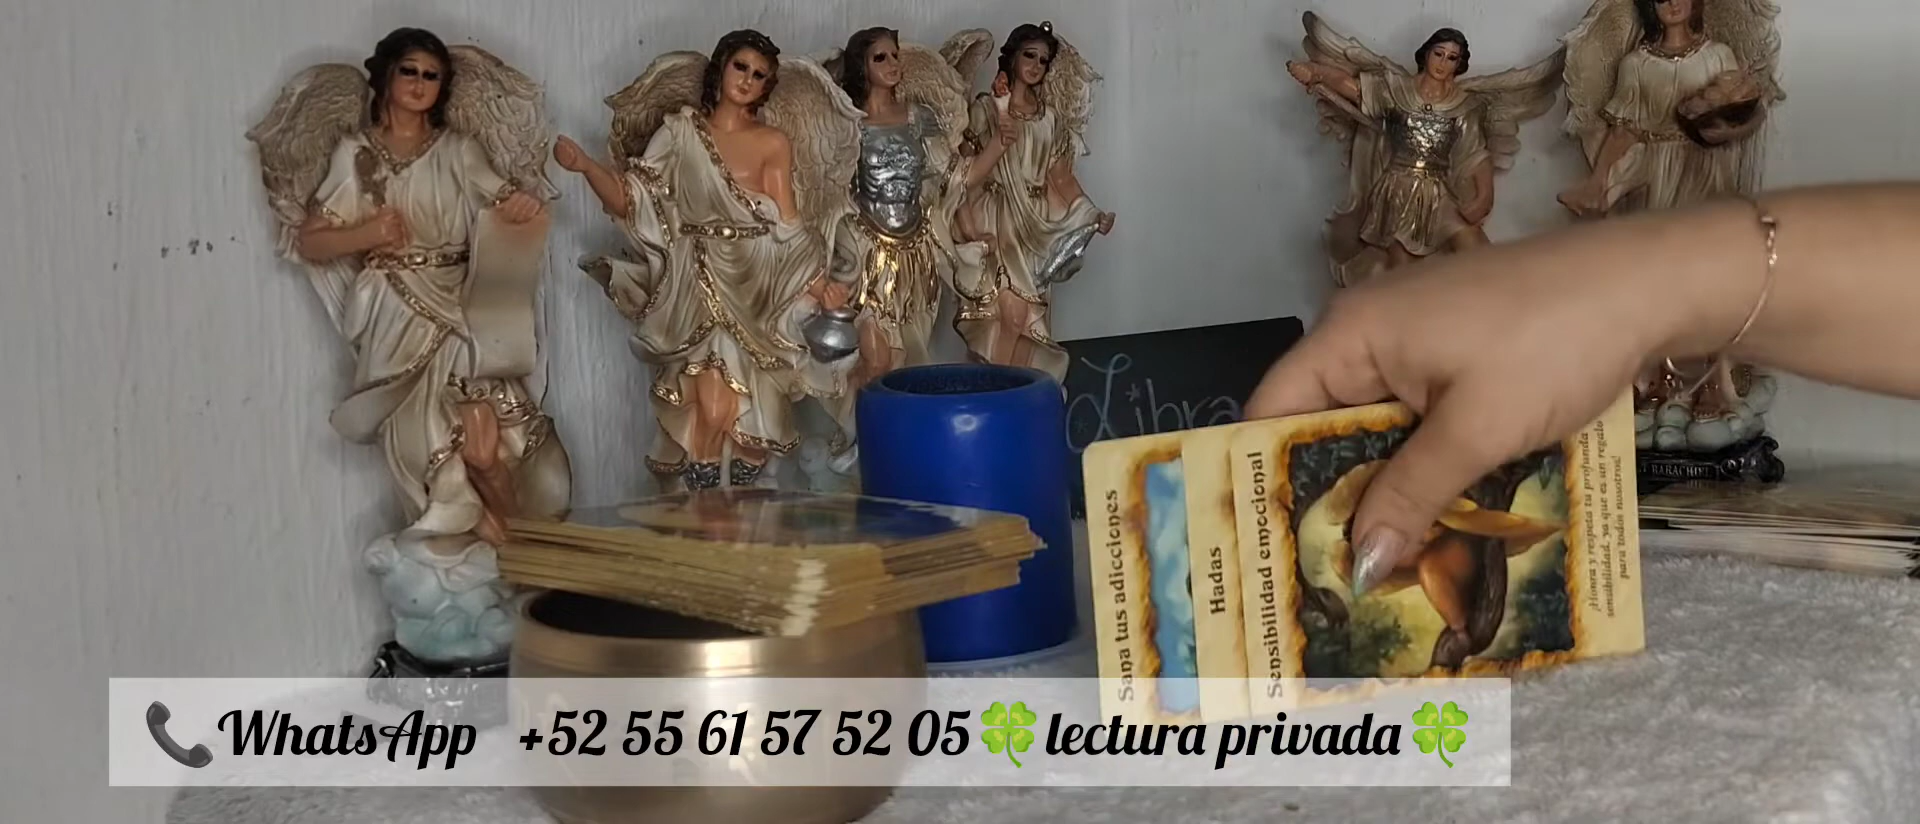 Libra
Sana tus adicciones
Hadas
Sensibilidad emocional
¡Honra y respeta tu profunda
sensibilidad, ya que es un regalo
para todos nosotros!
BARACHIEL
WhatsApp +52 55 61 57 52 05 lectura privada